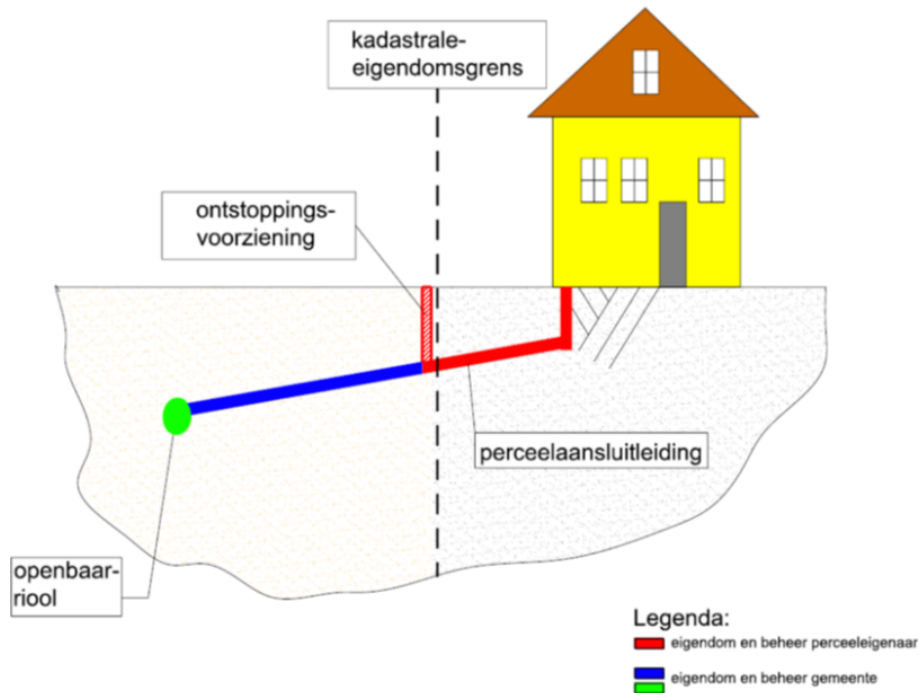 kadastrale-
eigendomsgrens
ontstoppings-
voorziening
perceelaansluitleiding
openbaar-
riool
Legenda:
eigendom en beheer perceeleigenaar
eigendom en beheer gemeente